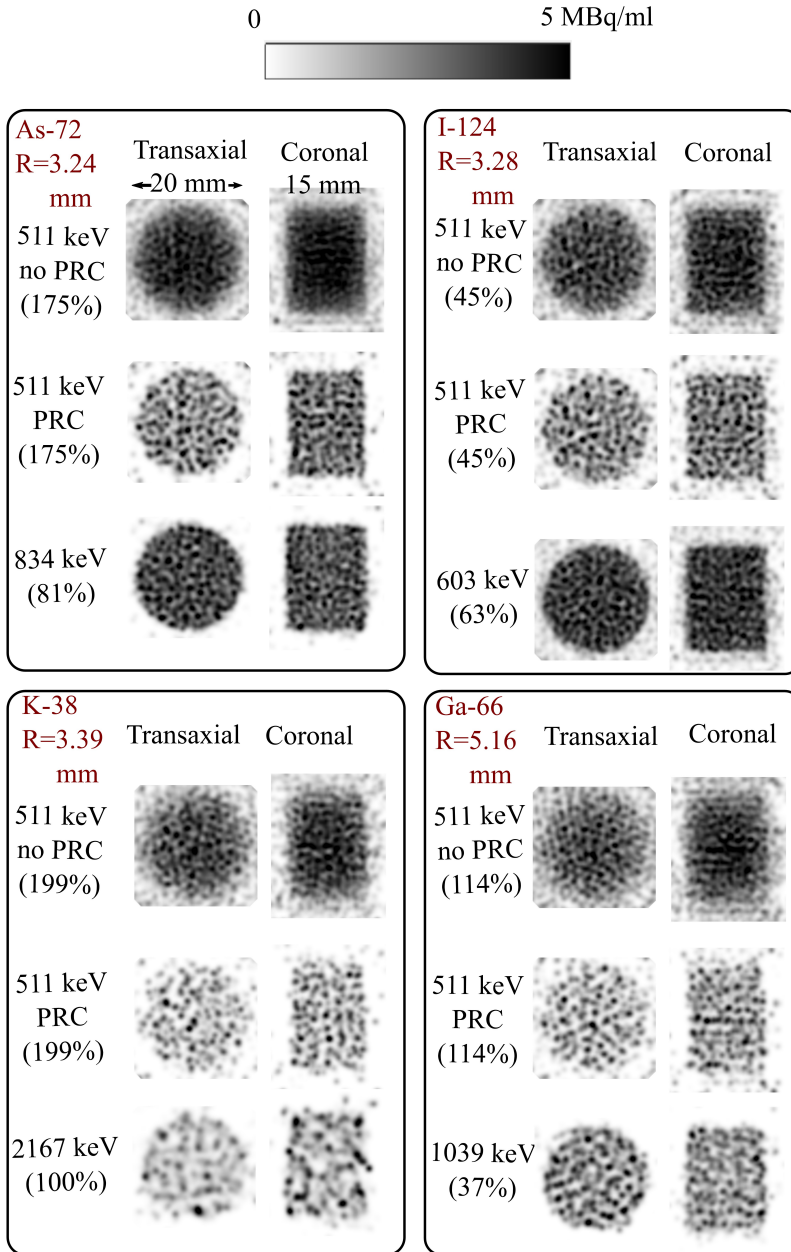 0 5 MBq/ml
As-72
R=3.24
mm
Transaxial Coronal
20 mm 15 mm
511 keV
no PRC
(175%)
511 keV
PRC
(175%)
834 keV
(81%)
I-124
R=3.28
mm
Transaxial Coronal
511 keV
no PRC
(45%)
511 keV
PRC
(45%)
603 keV
(63%)
K-38
R=3.39
mm
Transaxial Coronal
511 keV
no PRC
(199%)
511 keV
PRC
(199%)
2167 keV
(100%)
Ga-66
R=5.16
mm
Transaxial Coronal
511 keV
no PRC
(114%)
511 keV
PRC
(114%)
1039 keV
(37%)